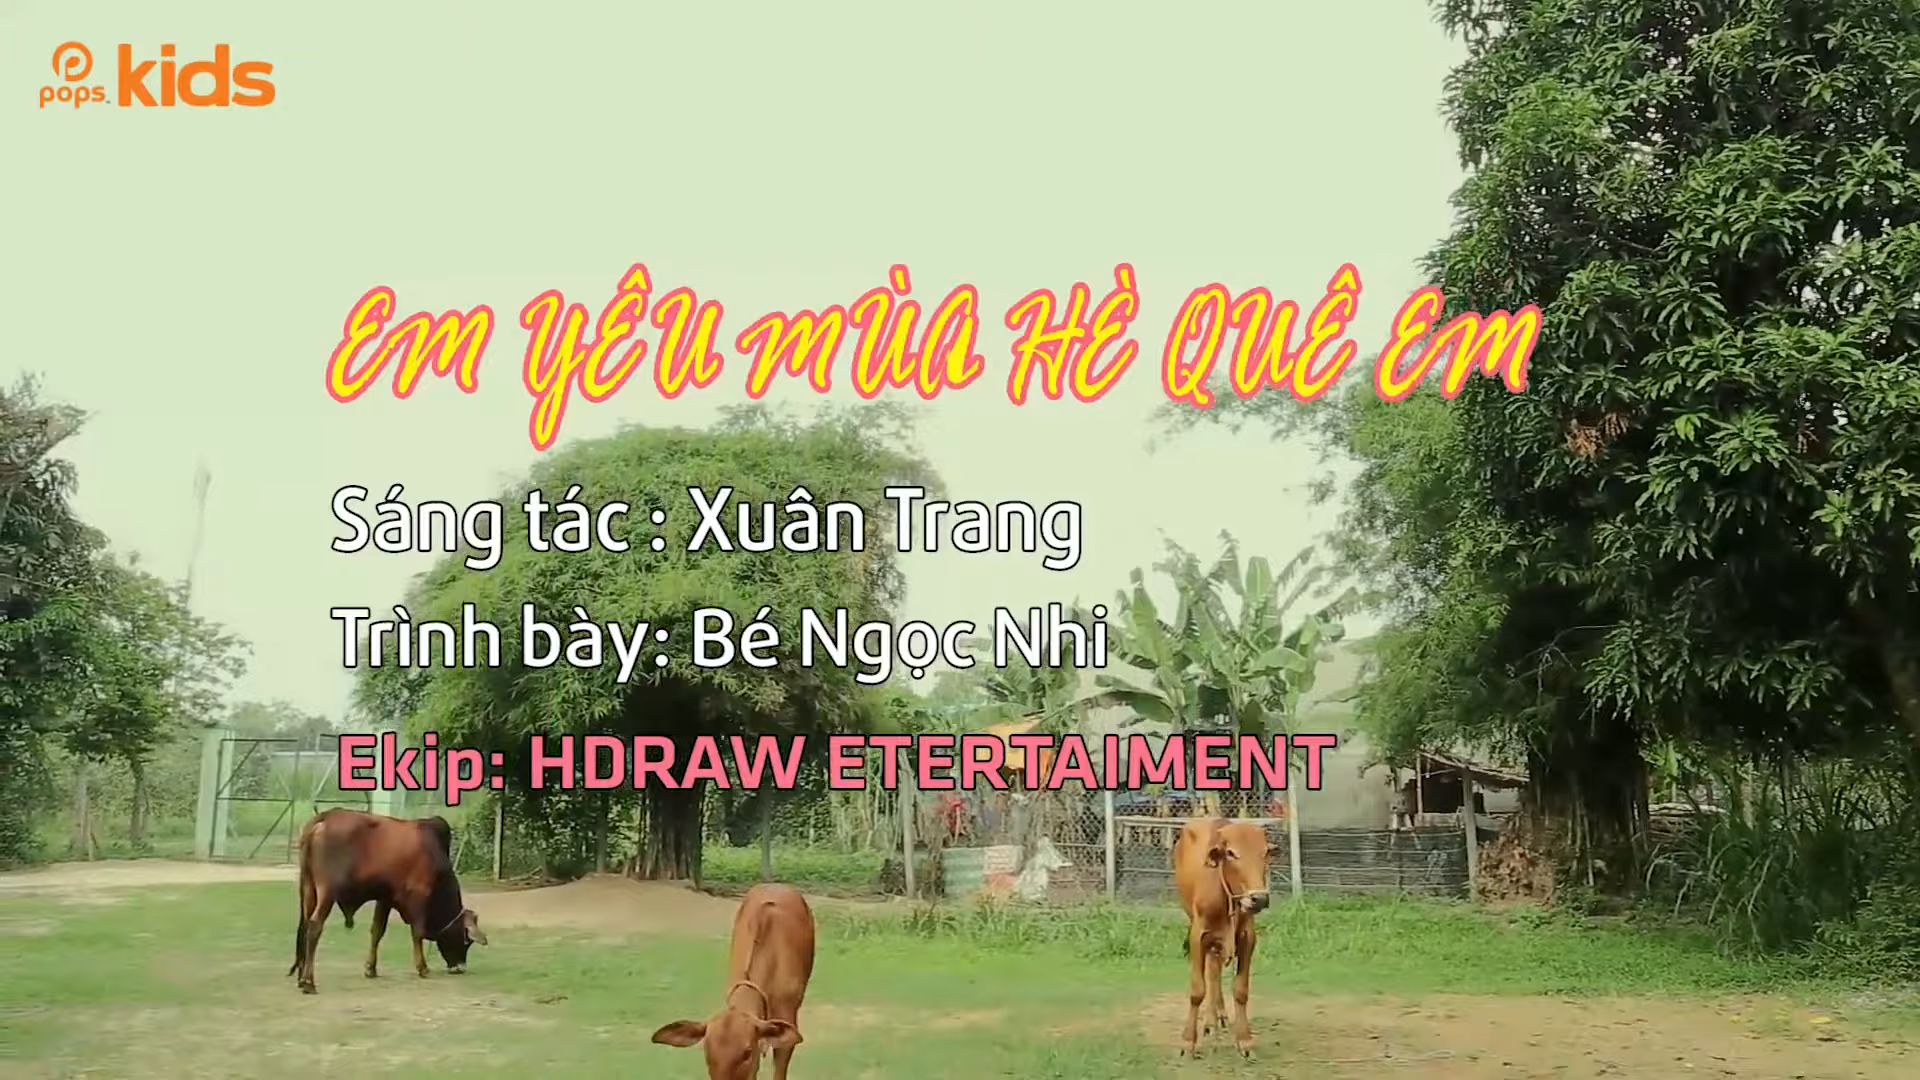 pops kids
EM YÊU MÙA HÈ QUÊ EM
Sáng tác : Xuân Trang
Trình bày: Bé Ngọc Nhi
Ekip: HDRAW ETERTAIMENT